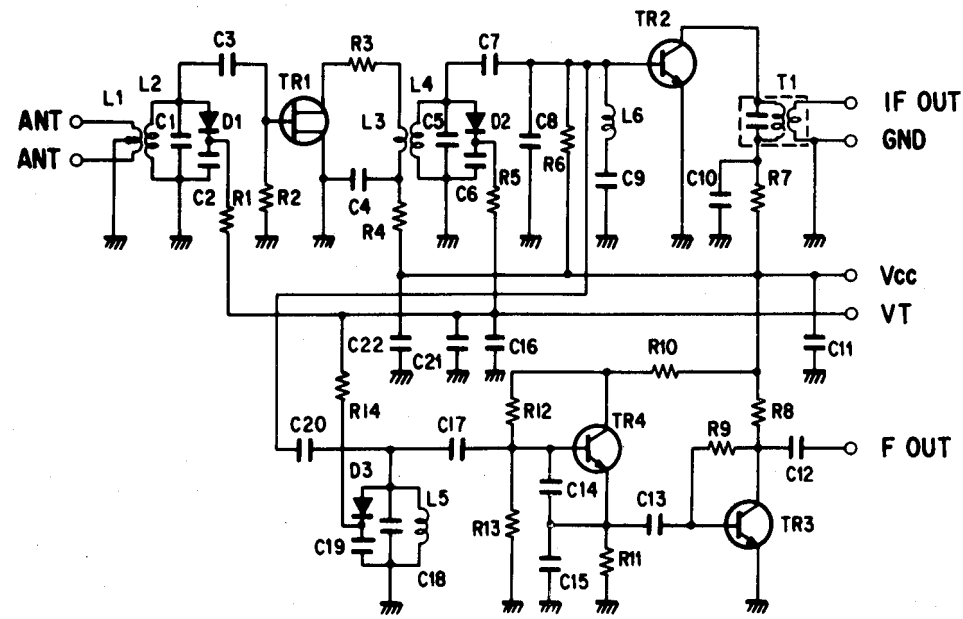 TR2
C3
R3
C7
T1
L1
L2
TR1
L4
IF OUT
ANT
C1
D1
L3
C5
D2
C8
L6
GND
ANT
R6
C2
R1
R2
C4
C6
R5
C9
C10
R7
R4
Vcc
VT
C22
C21
C16
R10
C11
R14
R12
TR4
R8
C20
C17
R9
F OUT
D3
C14
C13
C12
L5
R13
TR3
C19
C15
R11
C18